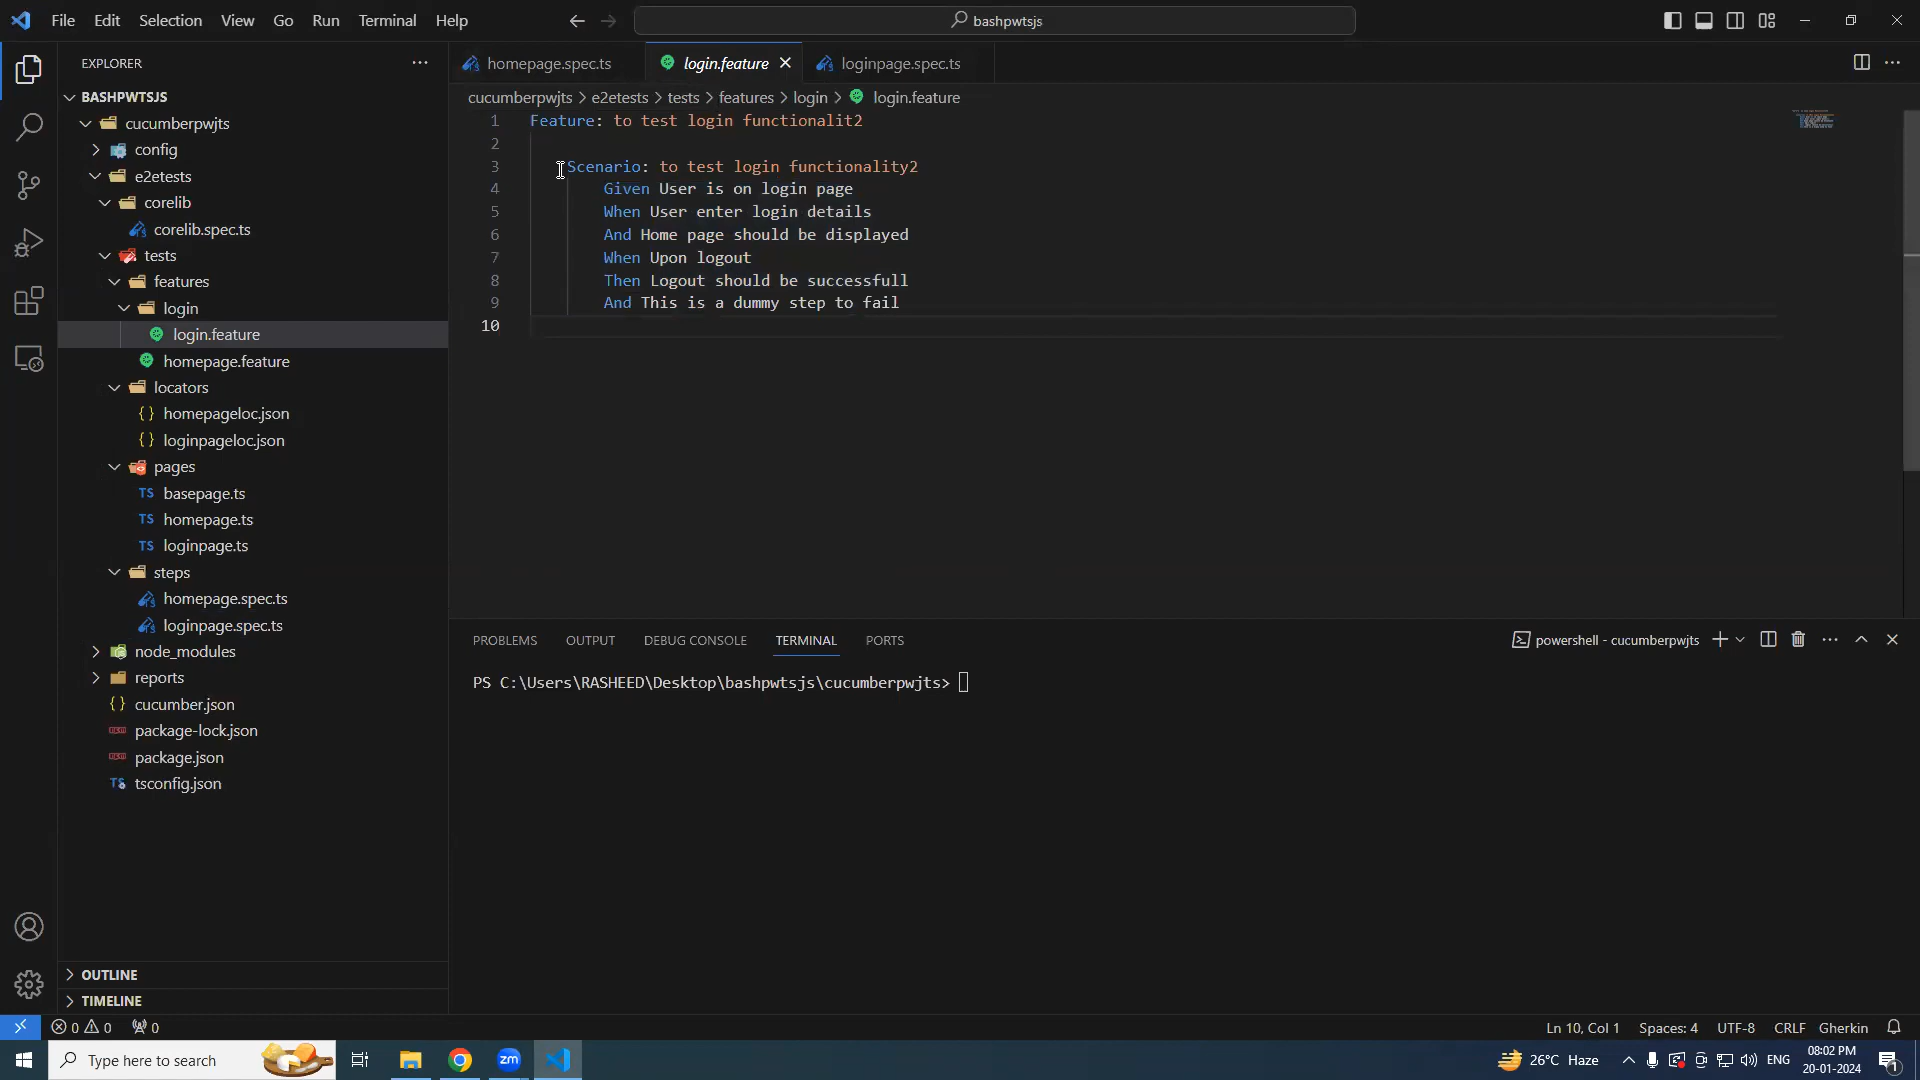 File Edit Selection View Go Run Terminal Help
bashpwtsjs
EXPLORER
BASHPWTSJS
cucumberpwjts
config
e2etests
corelib
corelib.spec.ts
tests
features
login
login.feature
homepage.feature
locators
homepageloc.json
loginpageloc.json
pages
TS basepage.ts
TS homepage.ts
TS loginpage.ts
steps
homepage.spec.ts
loginpage.spec.ts
node_modules
reports
cucumber.json
package-lock.json
package.json
tsconfig.json
OUTLINE
TIMELINE
homepage.spec.ts login.feature loginpage.spec.ts
cucumberpwjts > e2etests > tests > features > login > login.feature
1 Feature: to test login functionalit2
2
3 Scenario: to test login functionality2
4 Given User is on login page
5 When User enter login details
6 And Home page should be displayed
7 When Upon logout
8 Then Logout should be successfull
9 And This is a dummy step to fail
10
PROBLEMS OUTPUT DEBUG CONSOLE TERMINAL PORTS
powershell - cucumberpwjts
PS C:\Users\RASHEED\Desktop\bashpwtsjs\cucumberpwjts>
0 0 0
Ln 10, Col 1 Spaces: 4 UTF-8 CRLF Gherkin
Type here to search
zm
26°C Haze
ENG
08:02 PM
20-01-2024
1